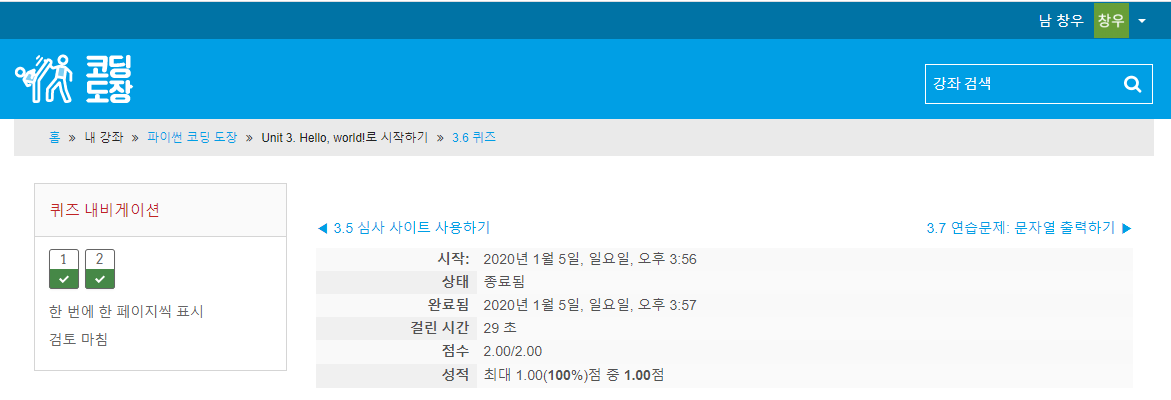 남 창우 창우
코딩
도장
강좌 검색
홈 » 내 강좌 » 파이썬 코딩 도장 » Unit 3. Hello, world!로 시작하기 » 3.6 퀴즈
퀴즈 내비게이션
1 2
한 번에 한 페이지씩 표시
검토 마침
◀ 3.5 심사 사이트 사용하기
3.7 연습문제: 문자열 출력하기 ▶
시작: 2020년 1월 5일, 일요일, 오후 3:56
상태 종료됨
완료됨 2020년 1월 5일, 일요일, 오후 3:57
걸린 시간 29 초
점수 2.00/2.00
성적 최대 1.00(100%)점 중 1.00점